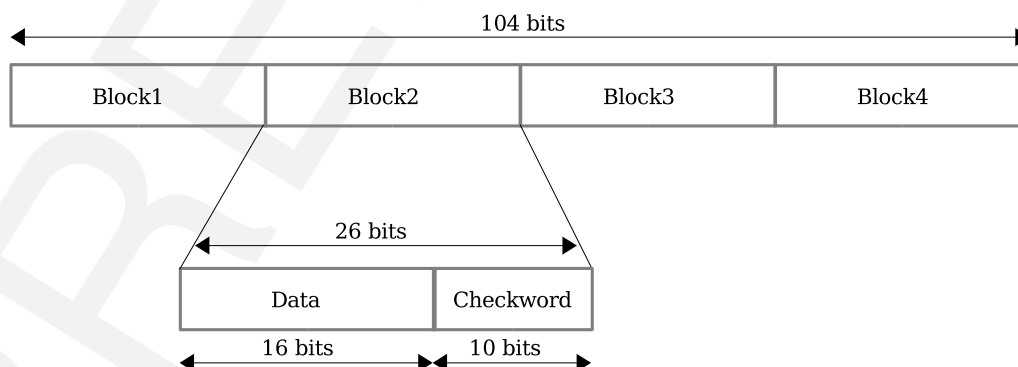 104 bits
Block1 Block2 Block3 Block4
26 bits
Data Checkword
16 bits 10 bits